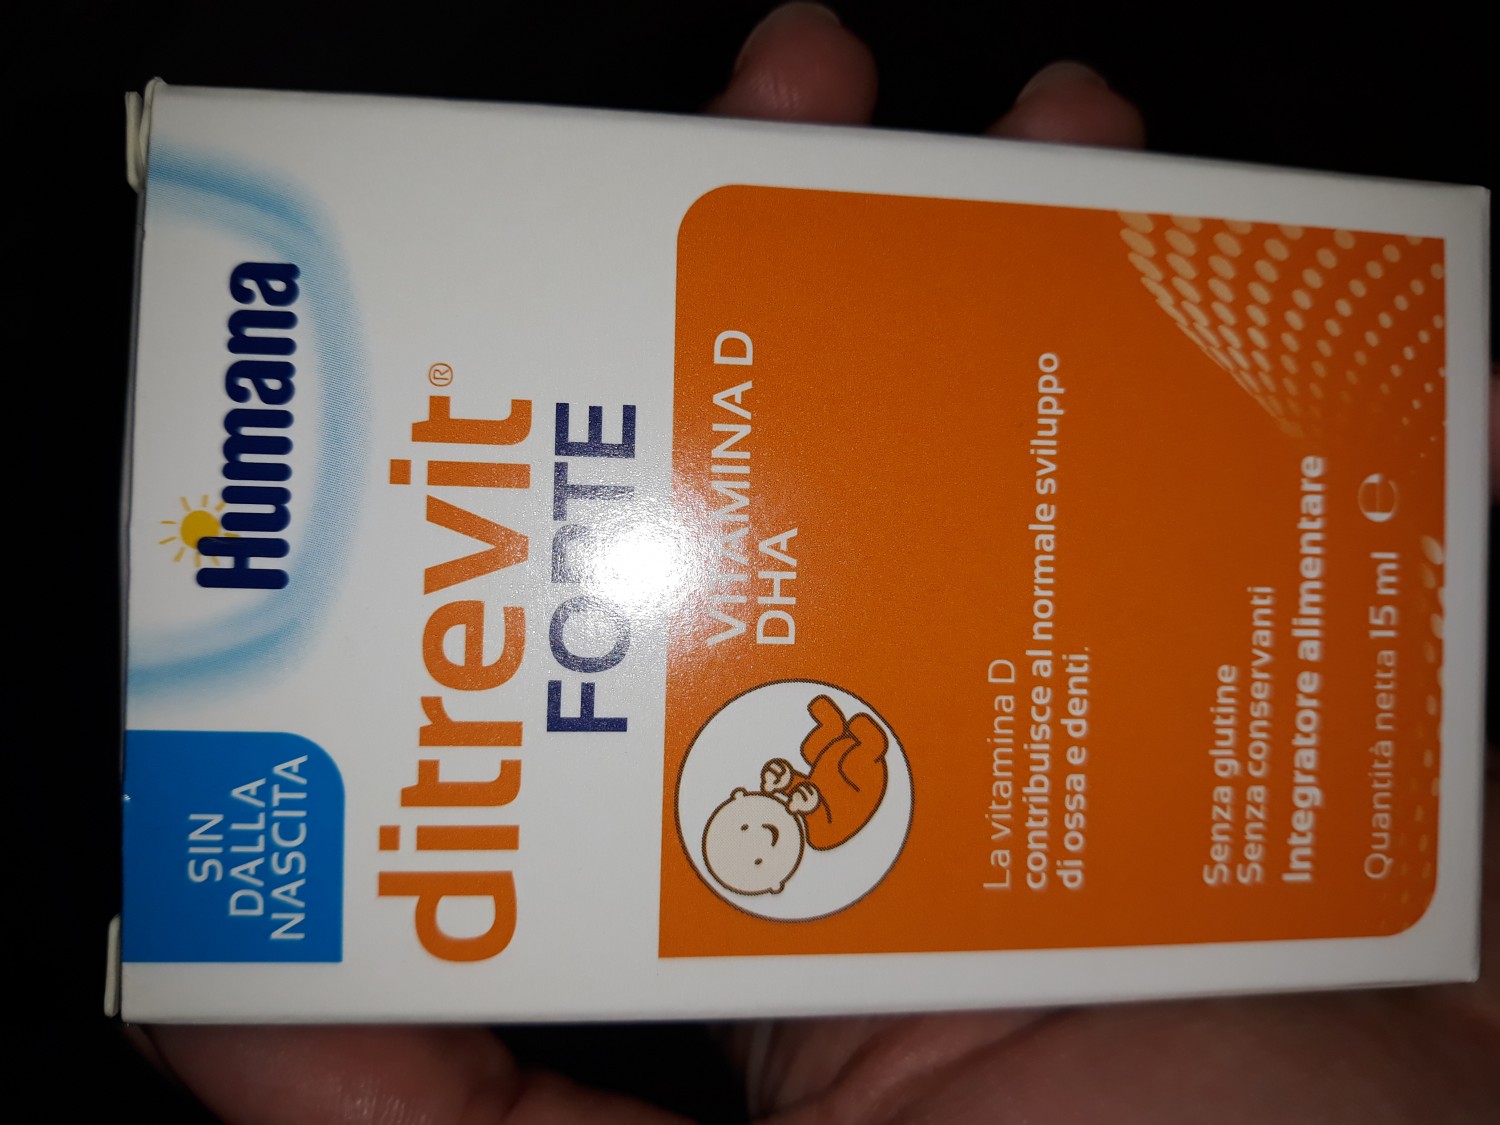 SIN
DALLA
NASCITA
Humana
ditrevit®
FORTE
VITAMINA D
DHA
La vitamina D
contribuisce al normale sviluppo
di ossa e denti.
Senza glutine
Senza conservanti
Integratore alimentare
Quantità netta 15 ml ℮